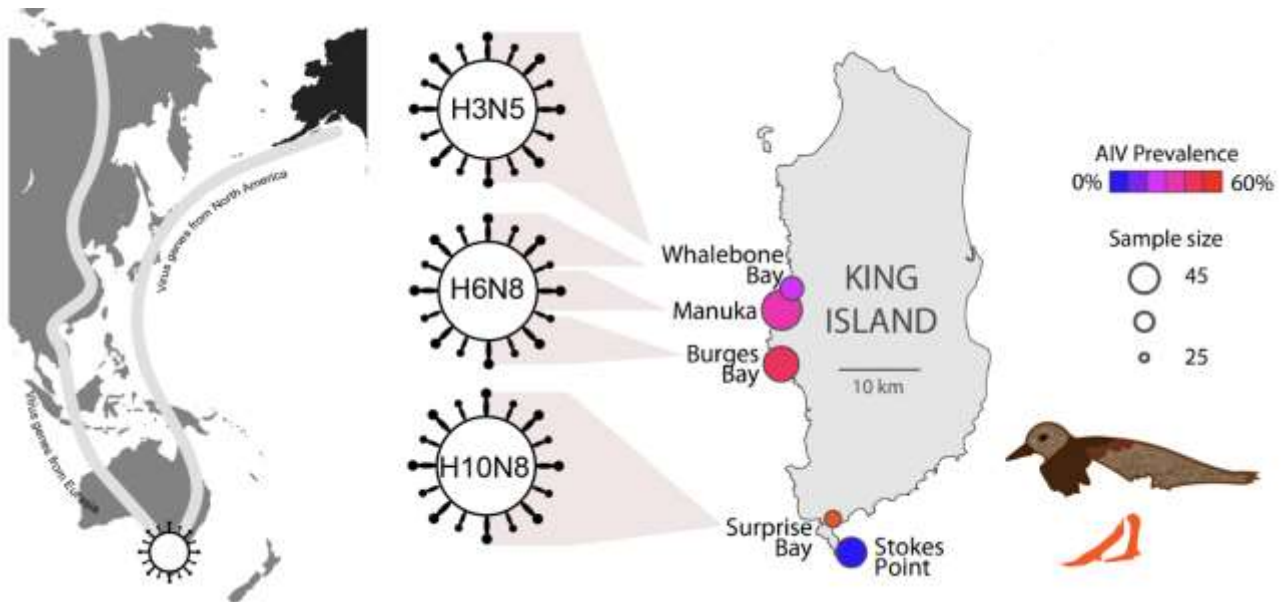 Virus genes from North America
Virus genes from Eurasia
H3N5
H6N8
H10N8
Whalebone
Bay
Manuka
Burges
Bay
Surprise
Bay
Stokes
Point
KING
ISLAND
10 km
AIV Prevalence
0% 60%
Sample size
45
25